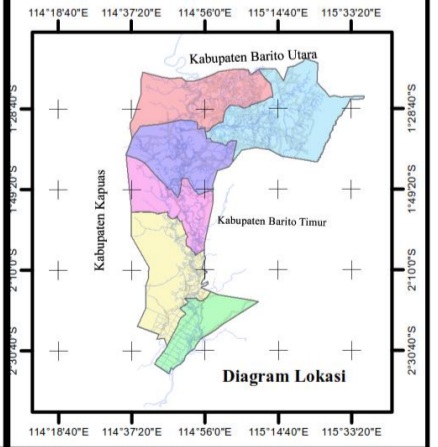 114°18'40"E 114°37'20"E 114°56'0"E 115°14'40"E 115°33'20"E
Kabupaten Barito Utara
1°28'40"S 1°28'40"S
1°49'20"S 1°49'20"S
Kabupaten Kapuas
Kabupaten Barito Timur
2°10'0"S 2°10'0"S
2°30'40"S 2°30'40"S
Diagram Lokasi
114°18'40"E 114°37'20"E 114°56'0"E 115°14'40"E 115°33'20"E